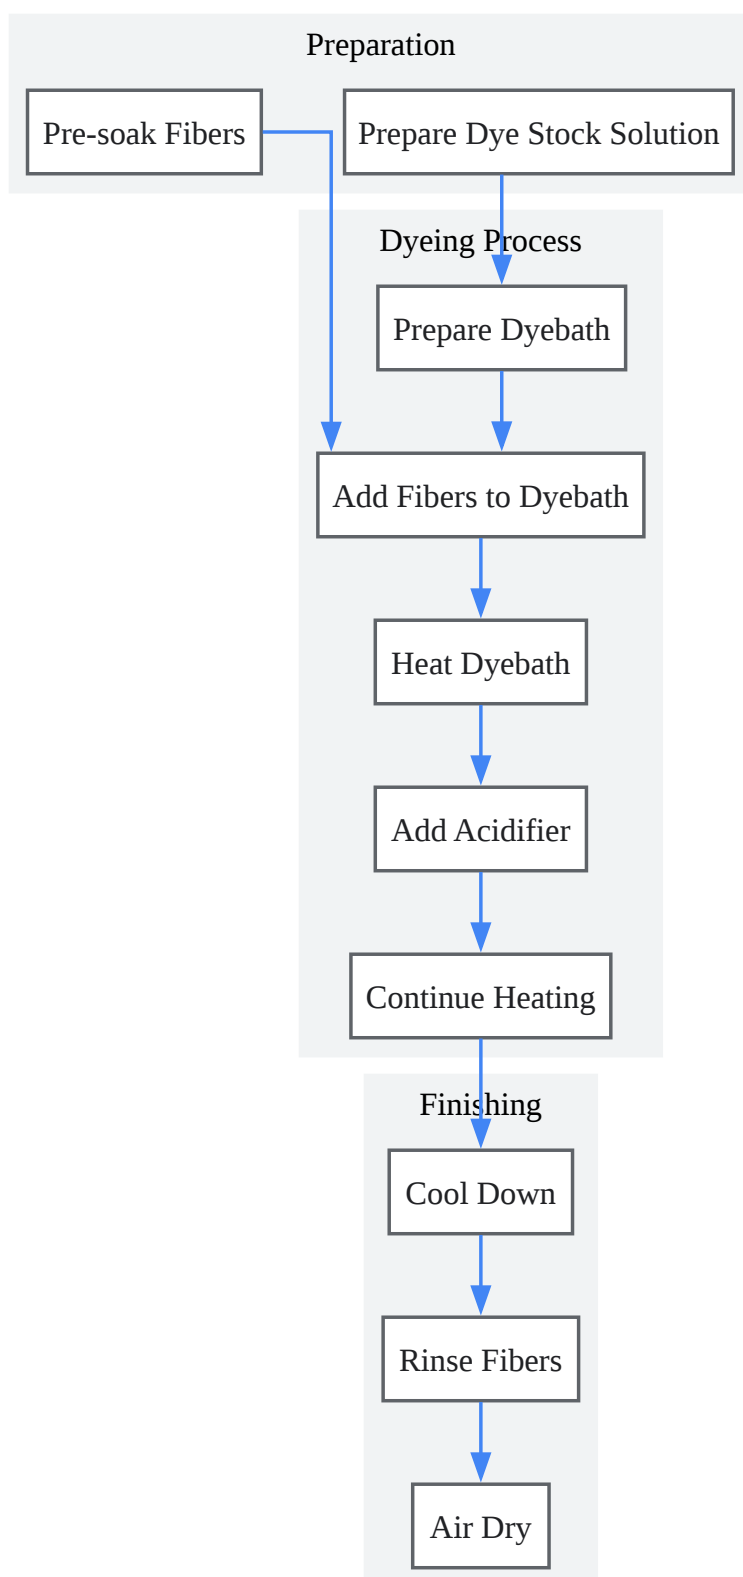 Preparation
Pre-soak Fibers
Prepare Dye Stock Solution
Dyeing Process
Prepare Dyebath
Add Fibers to Dyebath
Heat Dyebath
Add Acidifier
Continue Heating
Finishing
Cool Down
Rinse Fibers
Air Dry